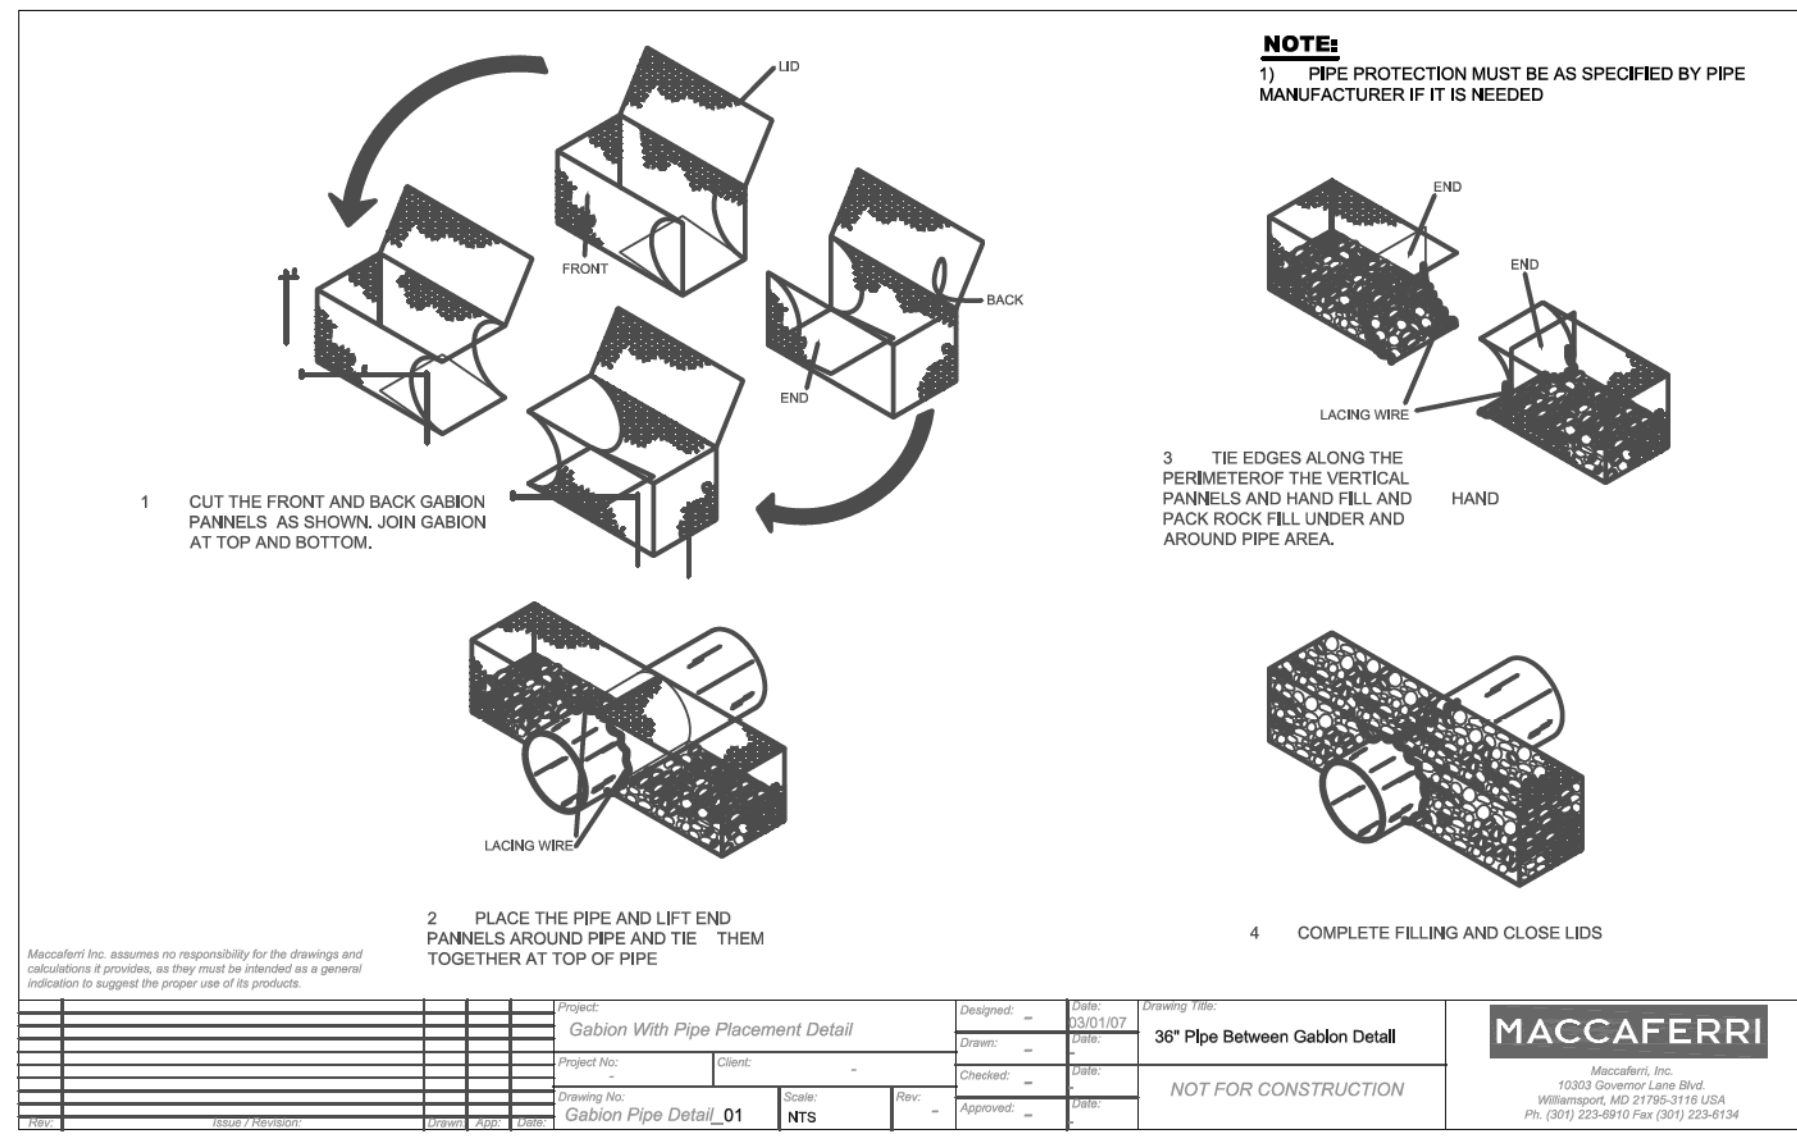 NOTE:
1) PIPE PROTECTION MUST BE AS SPECIFIED BY PIPE
MANUFACTURER IF IT IS NEEDED
LID
FRONT
BACK
END
1 CUT THE FRONT AND BACK GABION
PANNELS AS SHOWN. JOIN GABION
AT TOP AND BOTTOM.
END
END
LACING WIRE
3 TIE EDGES ALONG THE
PERIMETEROF THE VERTICAL
PANNELS AND HAND FILL AND HAND
PACK ROCK FILL UNDER AND
AROUND PIPE AREA.
LACING WIRE
2 PLACE THE PIPE AND LIFT END
PANNELS AROUND PIPE AND TIE THEM
TOGETHER AT TOP OF PIPE
4 COMPLETE FILLING AND CLOSE LIDS
Maccaferri Inc. assumes no responsibility for the drawings and
calculations it provides, as they must be intended as a general
indication to suggest the proper use of its products.
Rev: Issue / Revision: Drawn: App: Date:
Project:
Gabion With Pipe Placement Detail
Project No: - Client: -
Drawing No:
Gabion Pipe Detail_01
Scale:
NTS
Rev: -
Designed: - Date:
03/01/07
Drawn: - Date: -
Checked: - Date: -
Approved: - Date: -
Drawing Title:
36" Pipe Between Gabion Detail
NOT FOR CONSTRUCTION
MACCAFERRI
Maccaferri, Inc.
10303 Governor Lane Blvd.
Williamsport, MD 21795-3116 USA
Ph. (301) 223-6910 Fax (301) 223-6134